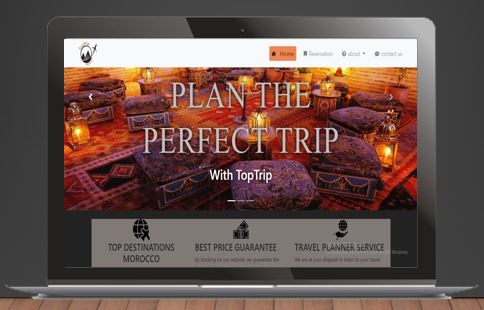 Home Reservation about contact us
PLAN THE
PERFECT TRIP
With TopTrip
TOP DESTINATIONS
MOROCCO
BEST PRICE GUARANTEE
By booking on our website, we guarantee the
TRAVEL PLANNER SERVICE
We are at your disposal to listen to your travel
Windows.